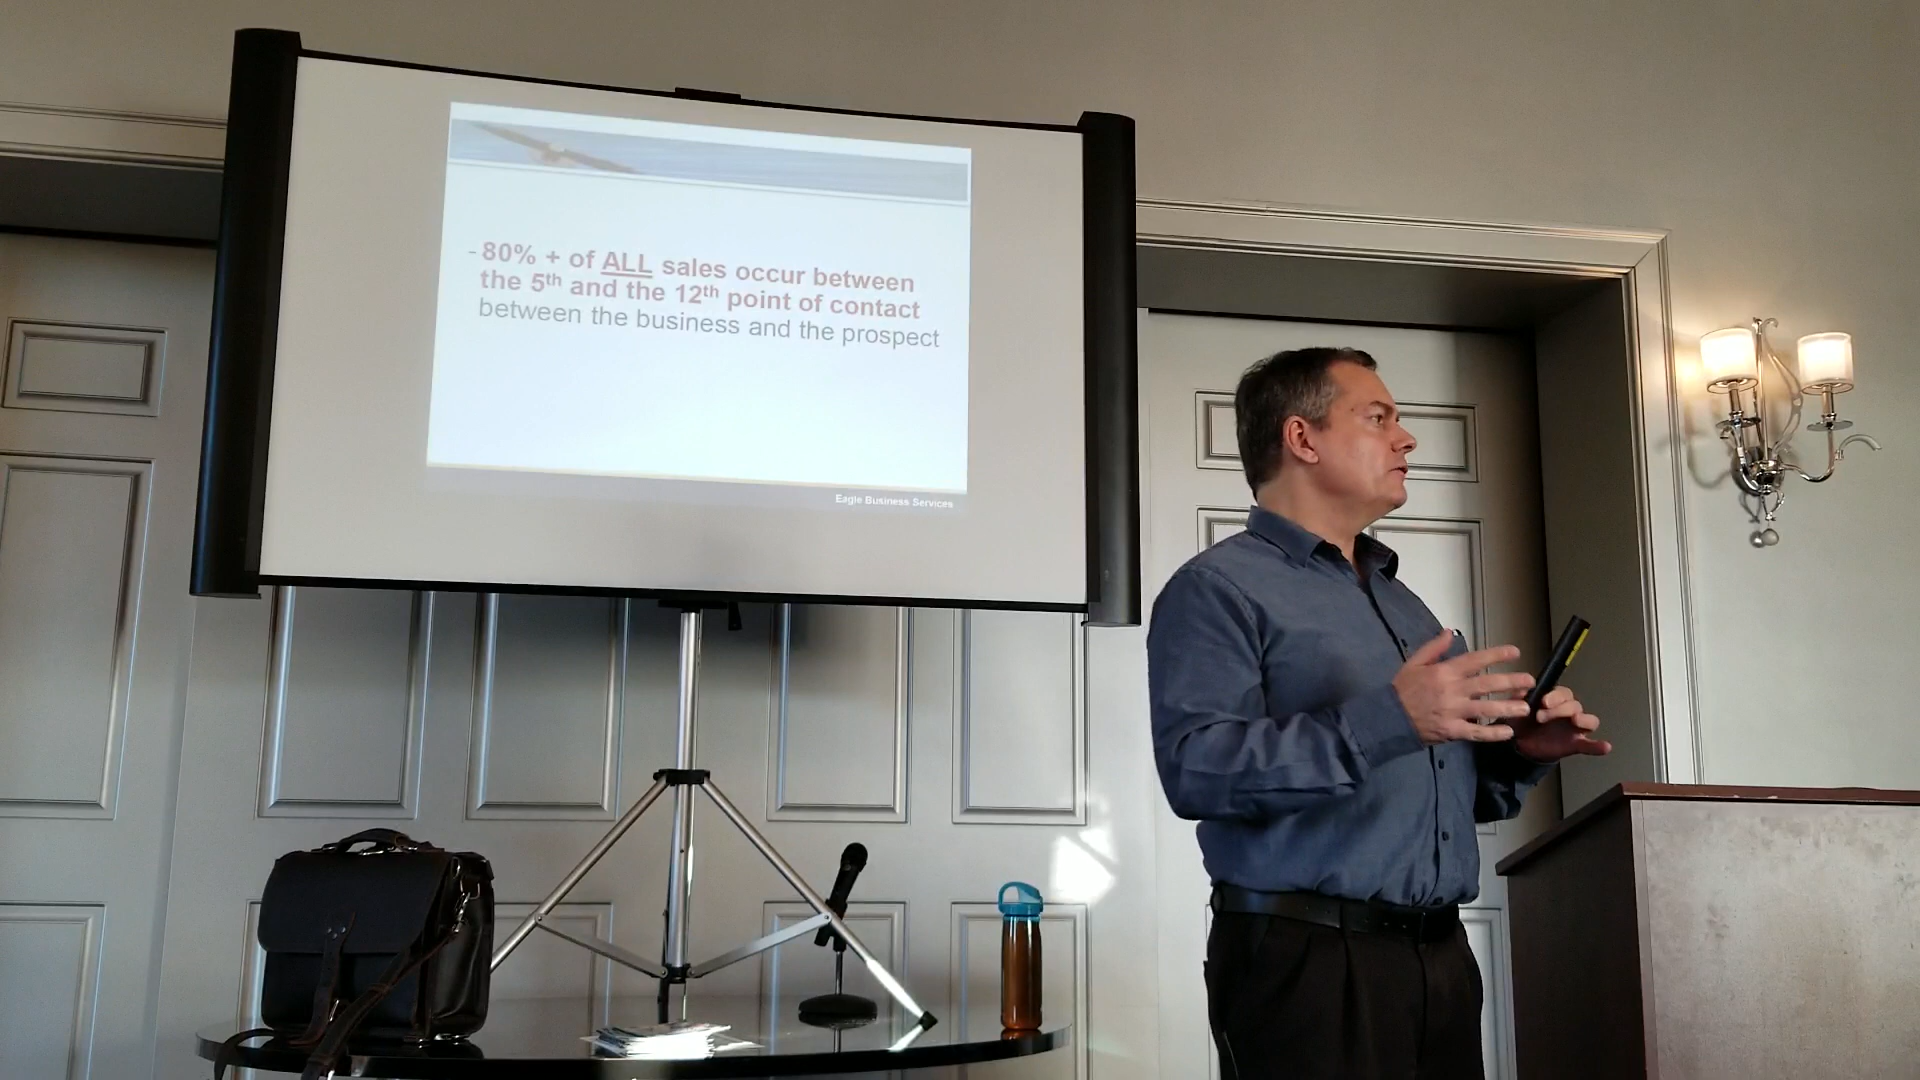 - 80% + of ALL sales occur between
the 5th and the 12th point of contact
between the business and the prospect
Eagle Business Services